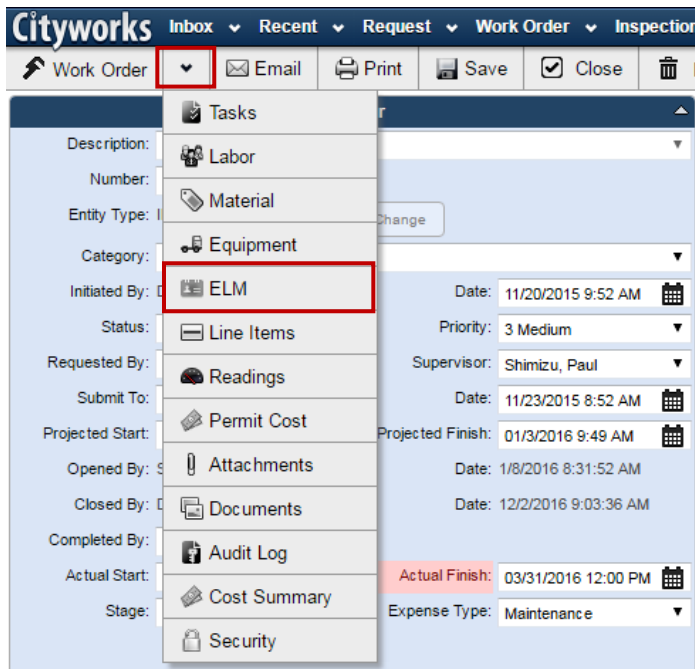 Cityworks Inbox Recent Request Work Order Inspection
Work Order Email Print Save Close
Tasks
Description:
Labor
Number:
Material
Entity Type: Change
Equipment
Category:
Initiated By: ELM Date: 11/20/2015 9:52 AM
Status: Line Items Priority: 3 Medium
Requested By: Readings Supervisor: Shimizu, Paul
Submit To: Date: 11/23/2015 8:52 AM
Permit Cost
Projected Start: Projected Finish: 01/3/2016 9:49 AM
Opened By: S Attachments Date: 1/8/2016 8:31:52 AM
Closed By: D Documents Date: 12/2/2016 9:03:36 AM
Completed By:
Audit Log
Actual Start: Actual Finish: 03/31/2016 12:00 PM
Cost Summary
Stage: Expense Type: Maintenance
Security